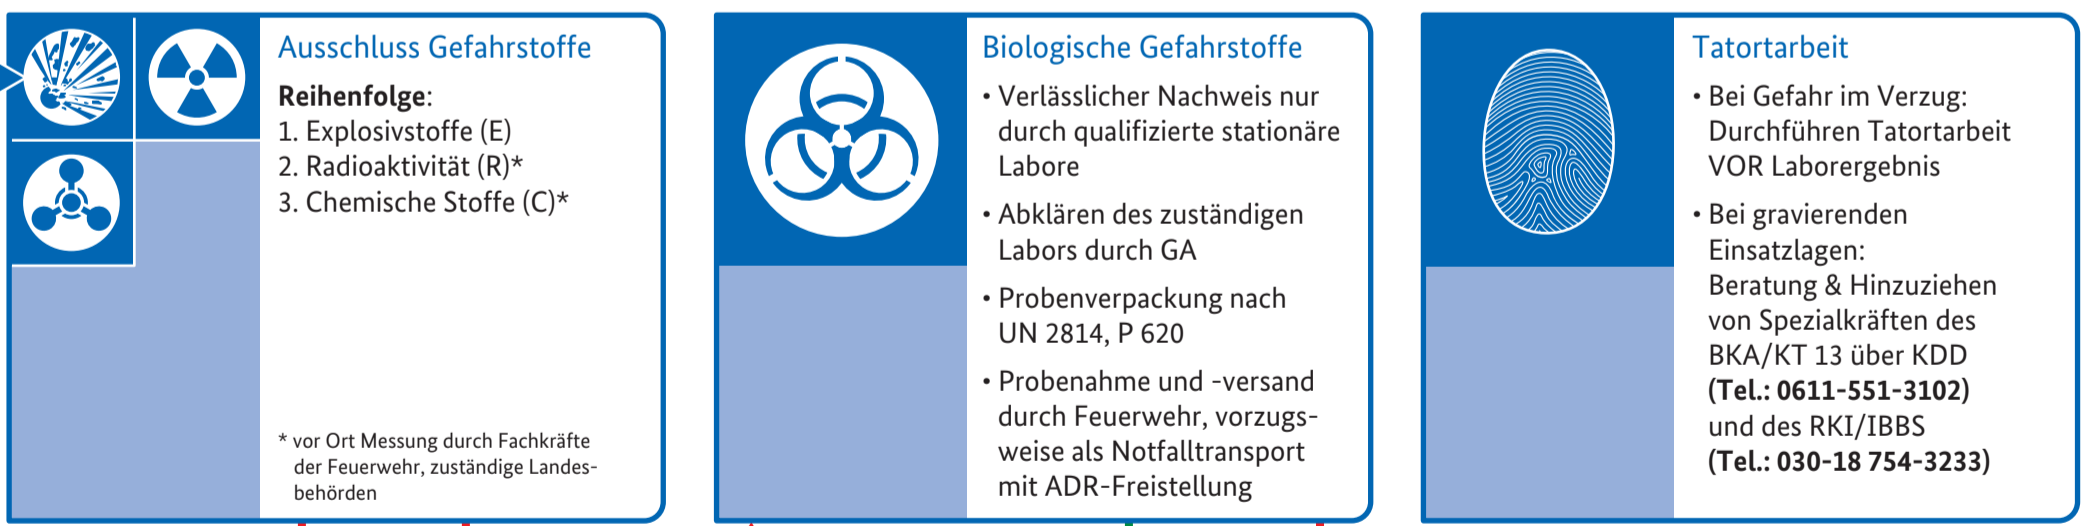 Ausschluss Gefahrstoffe
Reihenfolge:
1. Explosivstoffe (E)
2. Radioaktivität (R)*
3. Chemische Stoffe (C)*
* vor Ort Messung durch Fachkräfte
der Feuerwehr, zuständige Landes-
behörden
Biologische Gefahrstoffe
• Verlässlicher Nachweis nur
durch qualifizierte stationäre
Labore
• Abklären des zuständigen
Labors durch GA
• Probenverpackung nach
UN 2814, P 620
• Probenahme und -versand
durch Feuerwehr, vorzugs-
weise als Notfalltransport
mit ADR-Freistellung
Tatortarbeit
• Bei Gefahr im Verzug:
Durchführen Tatortarbeit
VOR Laborergebnis
• Bei gravierenden
Einsatzlagen:
Beratung & Hinzuziehen
von Spezialkräften des
BKA/KT 13 über KDD
(Tel.: 0611-551-3102)
und des RKI/IBBS
(Tel.: 030-18 754-3233)